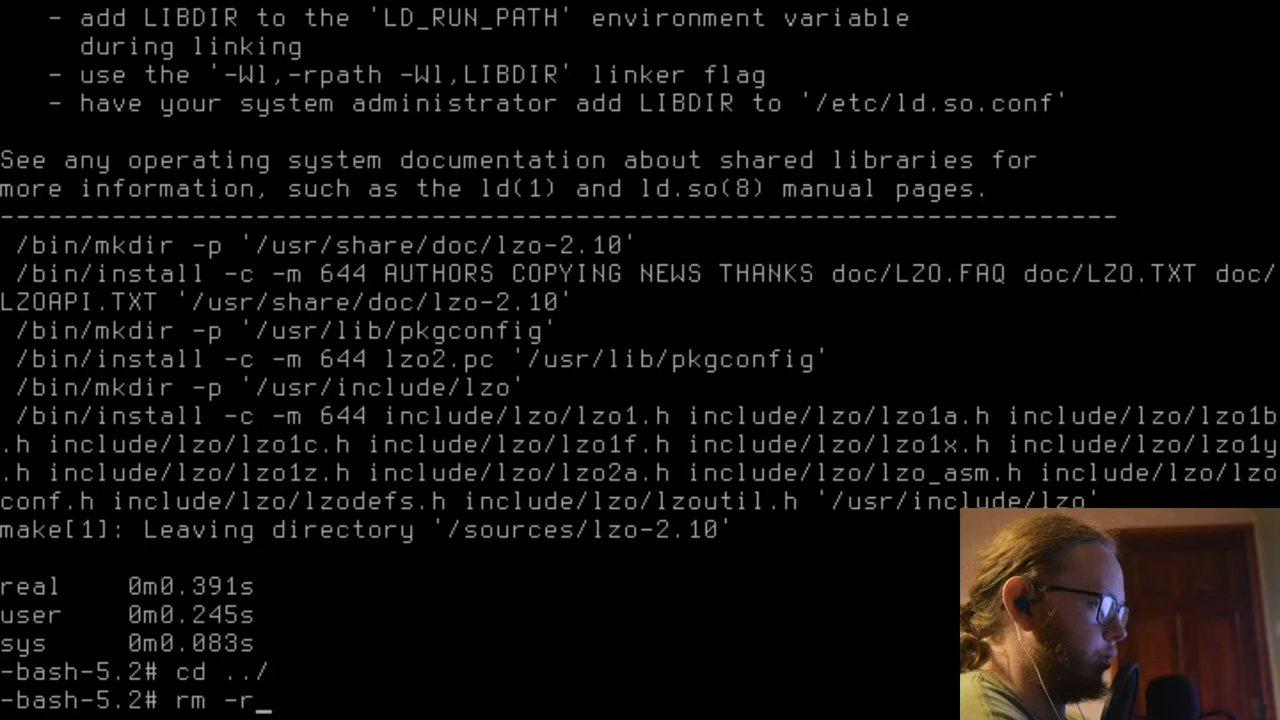 - add LIBDIR to the 'LD_RUN_PATH' environment variable
during linking
- use the '-Wl,-rpath -Wl,LIBDIR' linker flag
- have your system administrator add LIBDIR to '/etc/ld.so.conf'
See any operating system documentation about shared libraries for
more information, such as the ld(1) and ld.so(8) manual pages.
----------------------------------------------------------------------
/bin/mkdir -p '/usr/share/doc/lzo-2.10'
/bin/install -c -m 644 AUTHORS COPYING NEWS THANKS doc/LZO.FAQ doc/LZO.TXT doc/
LZOAPI.TXT '/usr/share/doc/lzo-2.10'
/bin/mkdir -p '/usr/lib/pkgconfig'
/bin/install -c -m 644 lzo2.pc '/usr/lib/pkgconfig'
/bin/mkdir -p '/usr/include/lzo'
/bin/install -c -m 644 include/lzo/lzo1.h include/lzo/lzo1a.h include/lzo/lzo1b
.h include/lzo/lzo1c.h include/lzo/lzo1f.h include/lzo/lzo1x.h include/lzo/lzo1y
.h include/lzo/lzo1z.h include/lzo/lzo2a.h include/lzo/lzo_asm.h include/lzo/lzo
conf.h include/lzo/lzodefs.h include/lzo/lzoutil.h '/usr/include/lzo'
make[1]: Leaving directory '/sources/lzo-2.10'
real 0m0.391s
user 0m0.245s
sys 0m0.083s
-bash-5.2# cd ../
-bash-5.2# rm -r_